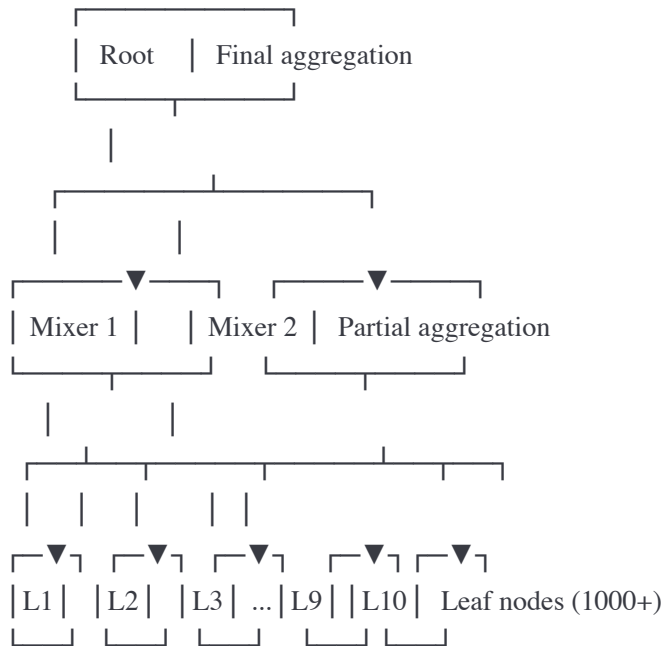 Root Final aggregation
Mixer 1 Mixer 2 Partial aggregation
L1 L2 L3 ... L9 L10 Leaf nodes (1000+)